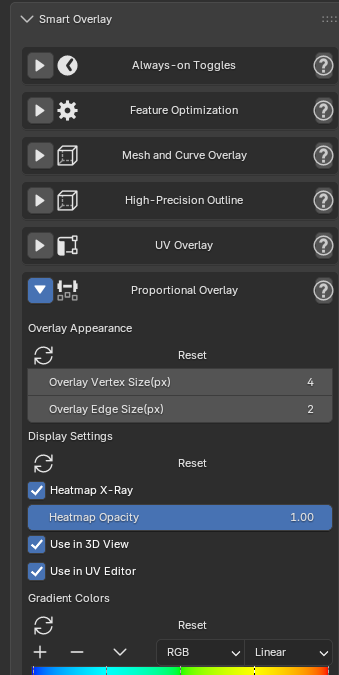 Smart Overlay
Always-on Toggles
Feature Optimization
Mesh and Curve Overlay
High-Precision Outline
UV Overlay
Proportional Overlay
Overlay Appearance
Reset
Overlay Vertex Size(px) 4
Overlay Edge Size(px) 2
Display Settings
Reset
Heatmap X-Ray
Heatmap Opacity 1.00
Use in 3D View
Use in UV Editor
Gradient Colors
Reset
RGB Linear